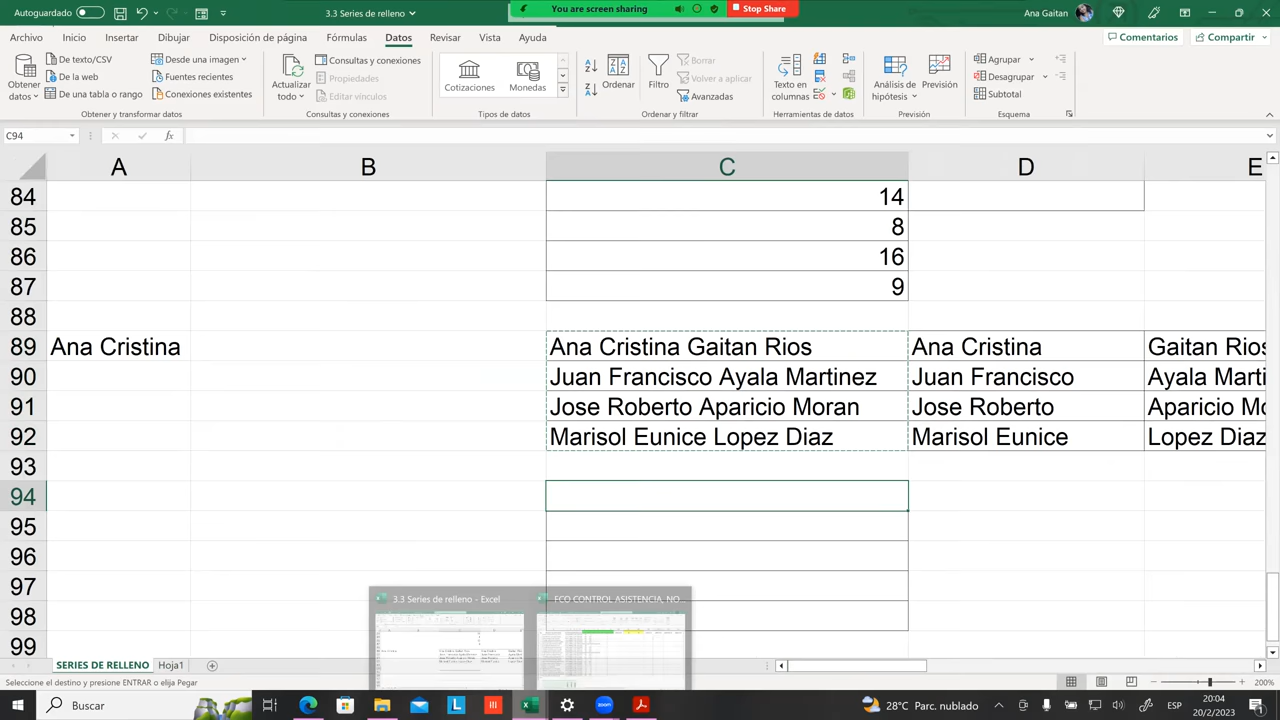 Autoguardado
3.3 Series de relleno
You are screen sharing
Stop Share
Ana Gaitan
Archivo Inicio Insertar Dibujar Disposición de página Fórmulas Datos Revisar Vista Ayuda
Comentarios Compartir
Obtener datos
De texto/CSV
De la web
De una tabla o rango
Desde una imagen
Fuentes recientes
Conexiones existentes
Obtener y transformar datos
Actualizar todo
Consultas y conexiones
Propiedades
Editar vínculos
Consultas y conexiones
Cotizaciones Monedas
Tipos de datos
Ordenar
Filtro
Borrar
Volver a aplicar
Avanzadas
Ordenar y filtrar
Texto en columnas
Herramientas de datos
Análisis de hipótesis
Previsión
Previsión
Agrupar
Desagrupar
Subtotal
Esquema
C94
fx
A B C D E
84 14
85 8
86 16
87 9
88
89 Ana Cristina Ana Cristina Gaitan Rios Ana Cristina Gaitan Rios
90 Juan Francisco Ayala Martinez Juan Francisco Ayala Marti
91 Jose Roberto Aparicio Moran Jose Roberto Aparicio Mo
92 Marisol Eunice Lopez Diaz Marisol Eunice Lopez Diaz
93
94
95
96
97
98
99
3.3 Series de relleno - Excel
FCO CONTROL ASISTENCIA, NO...
SERIES DE RELLENO Hoja1
Seleccione el destino y presione ENTRAR o elija Pegar
200%
Buscar
zoom
28°C Parc. nublado
ESP
20:04
20/2/2023